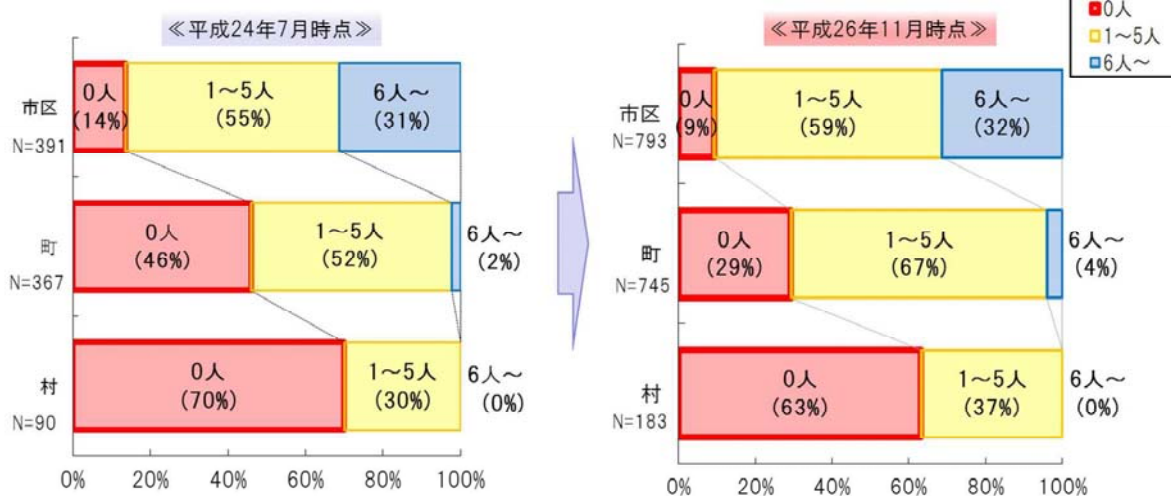 ≪平成24年7月時点≫
市区
N=391
0人
(14%)
1～5人
(55%)
6人～
(31%)
町
N=367
0人
(46%)
1～5人
(52%)
6人～
(2%)
村
N=90
0人
(70%)
1～5人
(30%)
6人～
(0%)
0% 20% 40% 60% 80% 100%
≪平成26年11月時点≫
0人
1～5人
6人～
市区
N=793
0人
(9%)
1～5人
(59%)
6人～
(32%)
町
N=745
0人
(29%)
1～5人
(67%)
6人～
(4%)
村
N=183
0人
(63%)
1～5人
(37%)
6人～
(0%)
0% 20% 40% 60% 80% 100%